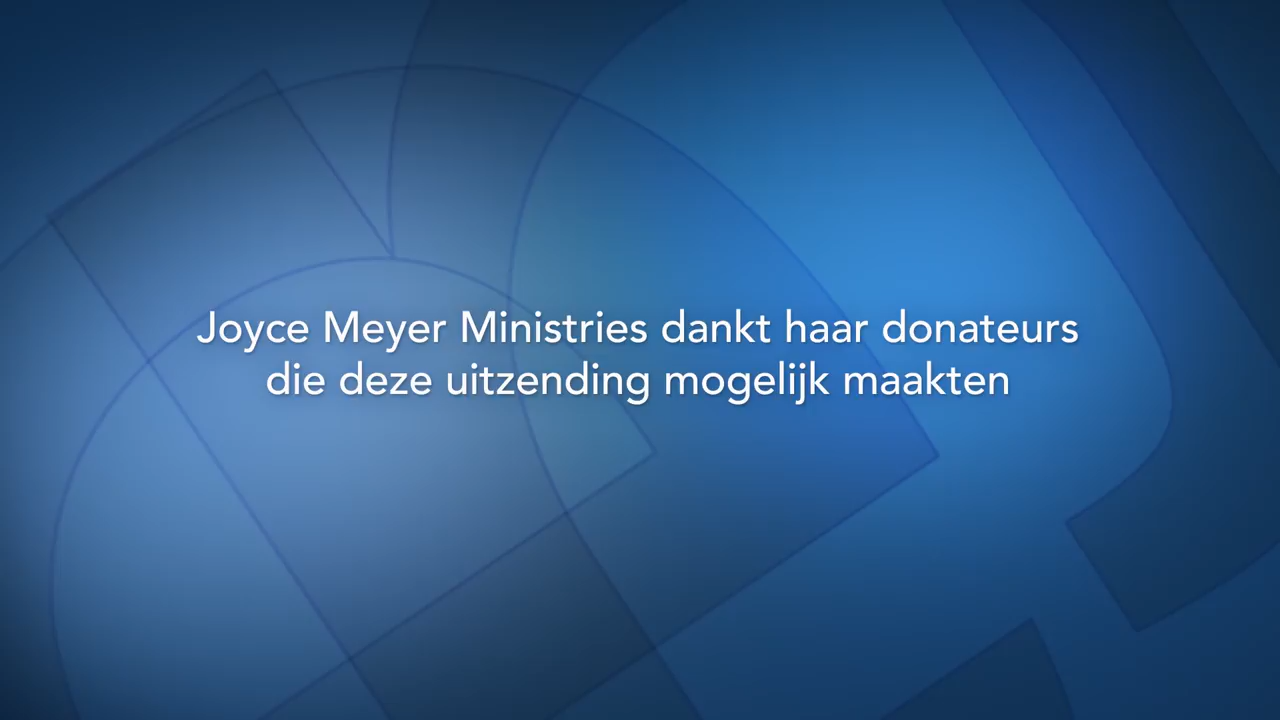 Joyce Meyer Ministries dankt haar donateurs
die deze uitzending mogelijk maakten